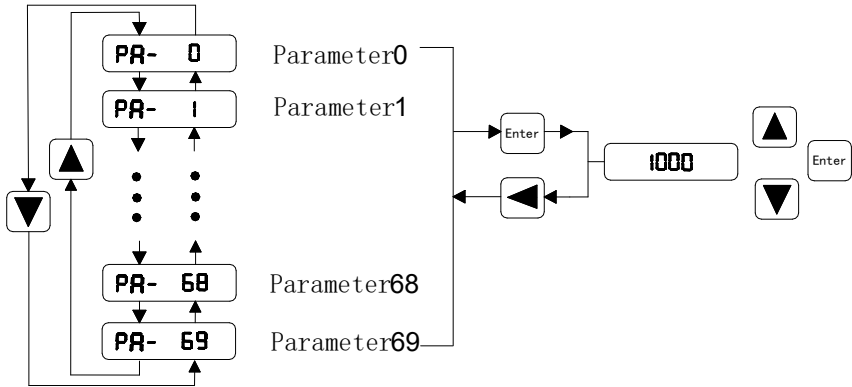 PA- 0 Parameter0
PA- 1 Parameter1
Enter
1000
Enter
PA- 68 Parameter68
PA- 69 Parameter69